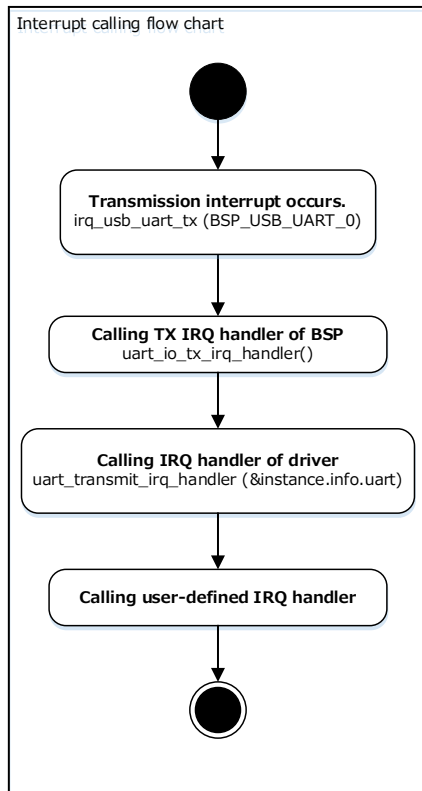 Interrupt calling flow chart
Transmission interrupt occurs.
irq_usb_uart_tx (BSP_USB_UART_0)
Calling TX IRQ handler of BSP
uart_io_tx_irq_handler()
Calling IRQ handler of driver
uart_transmit_irq_handler (&instance.info.uart)
Calling user-defined IRQ handler